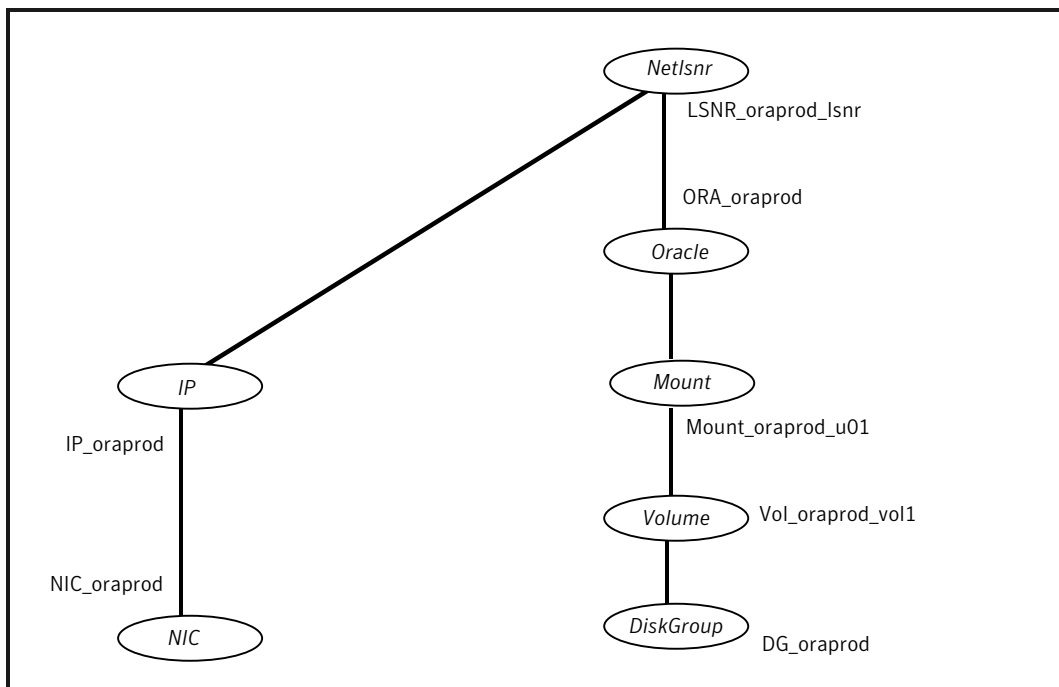 Netlsnr
LSNR_oraprod_lsnr
ORA_oraprod
Oracle
IP
Mount
IP_oraprod
Mount_oraprod_u01
Volume
Vol_oraprod_vol1
NIC_oraprod
NIC
DiskGroup
DG_oraprod